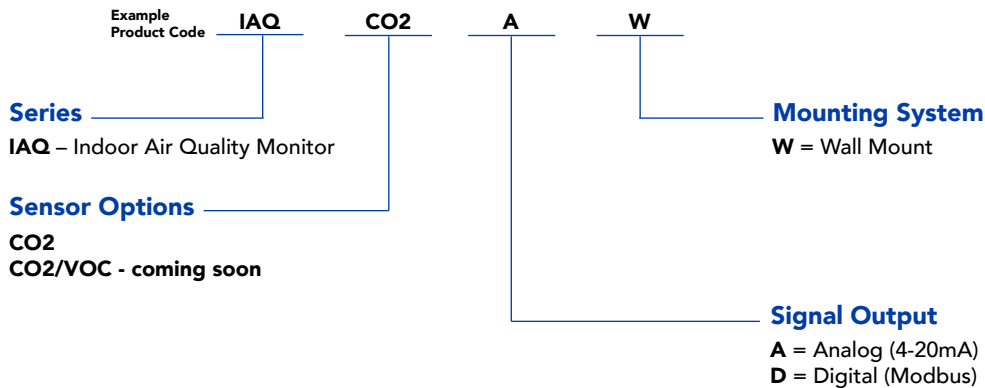 Example
Product Code
IAQ CO2 A W
Series
IAQ – Indoor Air Quality Monitor
Sensor Options
CO2
CO2/VOC - coming soon
Mounting System
W = Wall Mount
Signal Output
A = Analog (4-20mA)
D = Digital (Modbus)